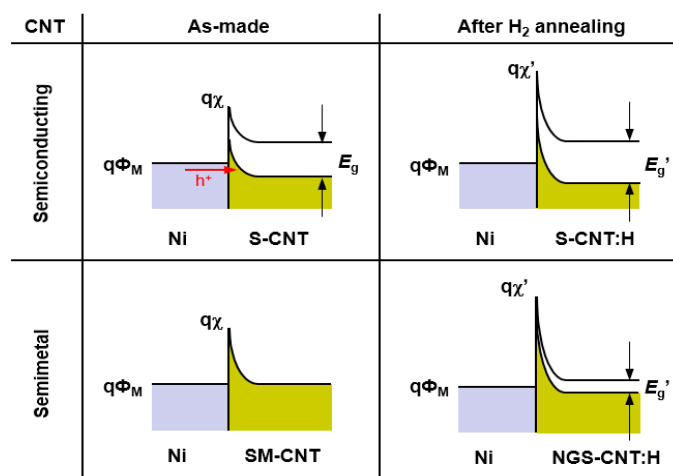 CNT As-made After H₂ annealing
Semiconducting
qχ
qΦM
h⁺
Eg
Ni S-CNT
qχ’
qΦM
Eg’
Ni S-CNT:H
Semimetal
qχ
qΦM
Ni SM-CNT
qχ’
qΦM
Eg’
Ni NGS-CNT:H